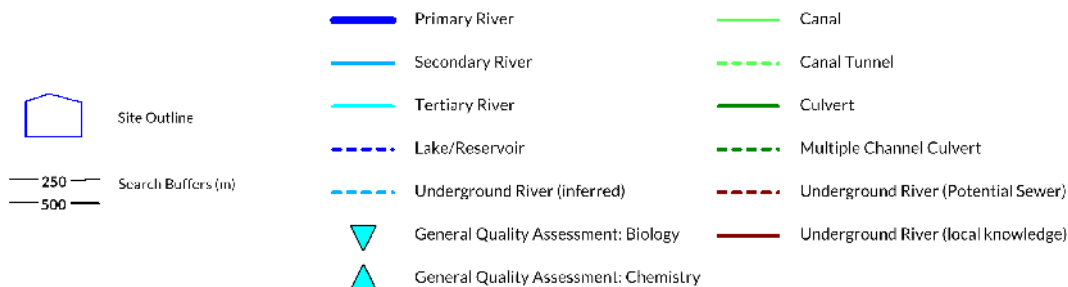 Site Outline
250
500
Search Buffers (m)
Primary River
Secondary River
Tertiary River
Lake/Reservoir
Underground River (inferred)
General Quality Assessment: Biology
General Quality Assessment: Chemistry
Canal
Canal Tunnel
Culvert
Multiple Channel Culvert
Underground River (Potential Sewer)
Underground River (local knowledge)